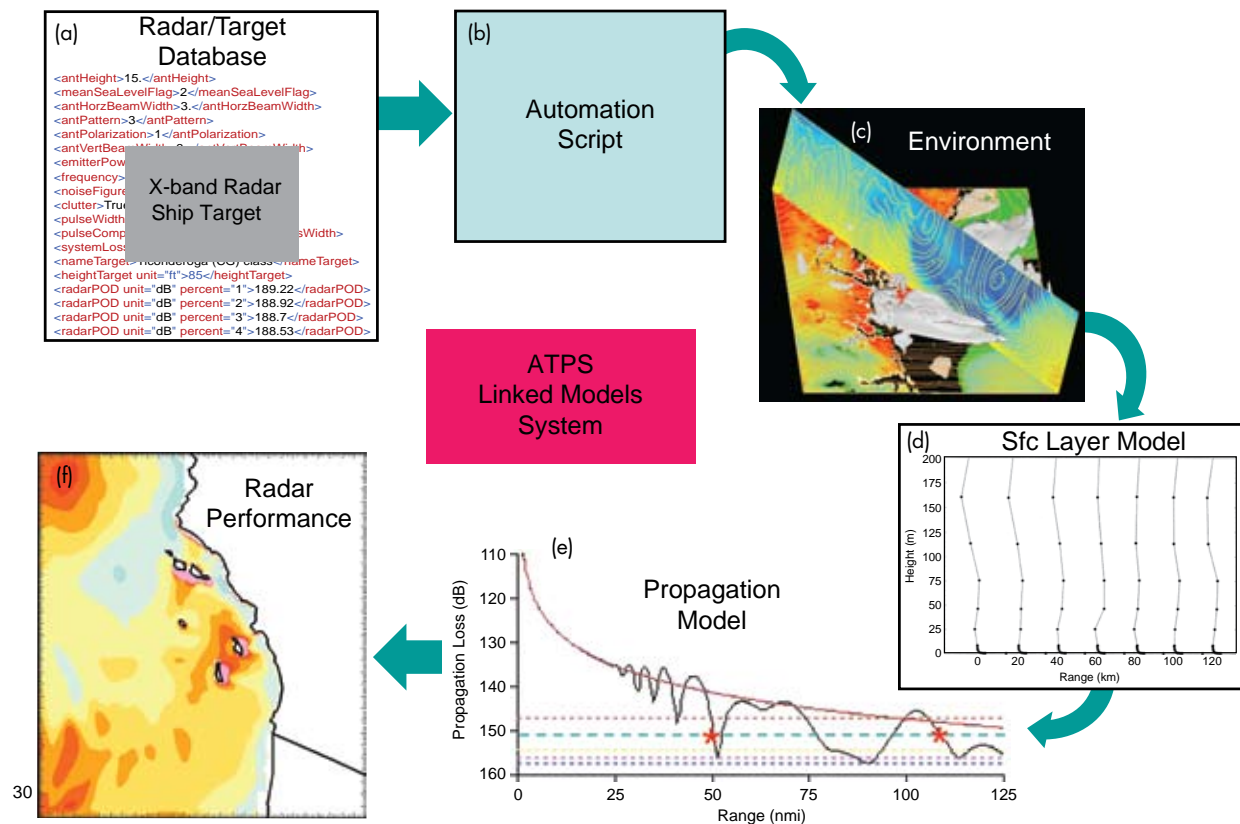 (a) Radar/Target
Database
<antHeight>15.</antHeight>
<meanSeaLevelFlag>2</meanSeaLevelFlag>
<antHorzBeamWidth>3.</antHorzBeamWidth>
<antPattern>3</antPattern>
<antPolarization>1</antPolarization>
<emitterPow
<frequency>
<noiseFigure
<clutter>True
<pulseWidth
<pulseComp sWidth>
<systemLoss
<nameTarget>Ticonderoga (CG) class</nameTarget>
<heightTarget unit="ft">85</heightTarget>
<radarPOD unit="dB" percent="1">189.22</radarPOD>
<radarPOD unit="dB" percent="2">188.92</radarPOD>
<radarPOD unit="dB" percent="3">188.7</radarPOD>
<radarPOD unit="dB" percent="4">188.53</radarPOD>
X-band Radar
Ship Target
(b)
Automation
Script
(c) Environment
ATPS
Linked Models
System
(d) Sfc Layer Model
200
175
150
125
100
75
50
25
0
Height (m)
0 20 40 60 80 100 120
Range (km)
(e)
Propagation
Model
110
120
130
140
150
160
Propagation Loss (dB)
0 25 50 75 100 125
Range (nmi)
(f)
Radar
Performance
30